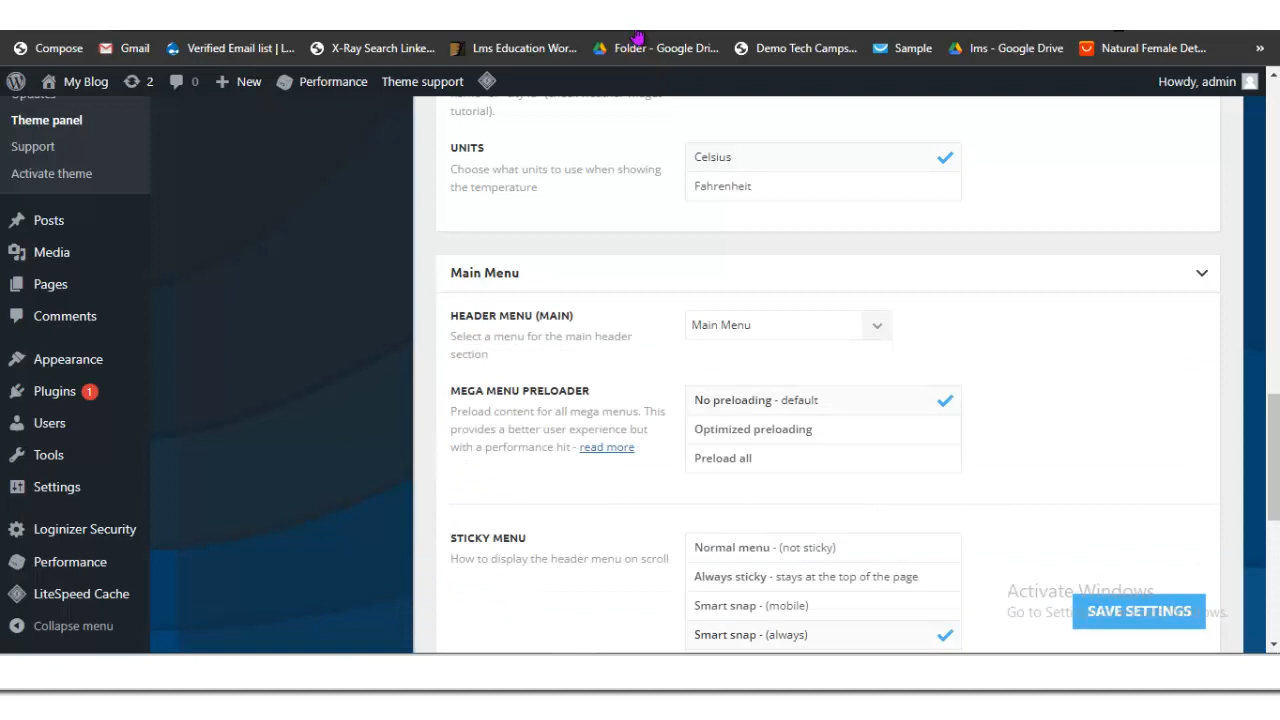 Compose Gmail Verified Email list | L... X-Ray Search Linke... Lms Education Wor... Folder - Google Dri... Demo Tech Camps... Sample lms - Google Drive Natural Female Det... »
My Blog 2 0 New Performance Theme support Howdy, admin
Updates
Theme panel
Support
Activate theme
Posts
Media
Pages
Comments
Appearance
Plugins 1
Users
Tools
Settings
Loginizer Security
Performance
LiteSpeed Cache
Collapse menu
tutorial).
UNITS
Choose what units to use when showing
the temperature
Celsius
Fahrenheit
Main Menu
HEADER MENU (MAIN)
Select a menu for the main header
section
Main Menu
MEGA MENU PRELOADER
Preload content for all mega menus. This
provides a better user experience but
with a performance hit - read more
No preloading - default
Optimized preloading
Preload all
STICKY MENU
How to display the header menu on scroll
Normal menu - (not sticky)
Always sticky - stays at the top of the page
Smart snap - (mobile)
Smart snap - (always)
Activate Windows
Go to Setti
ws.
SAVE SETTINGS